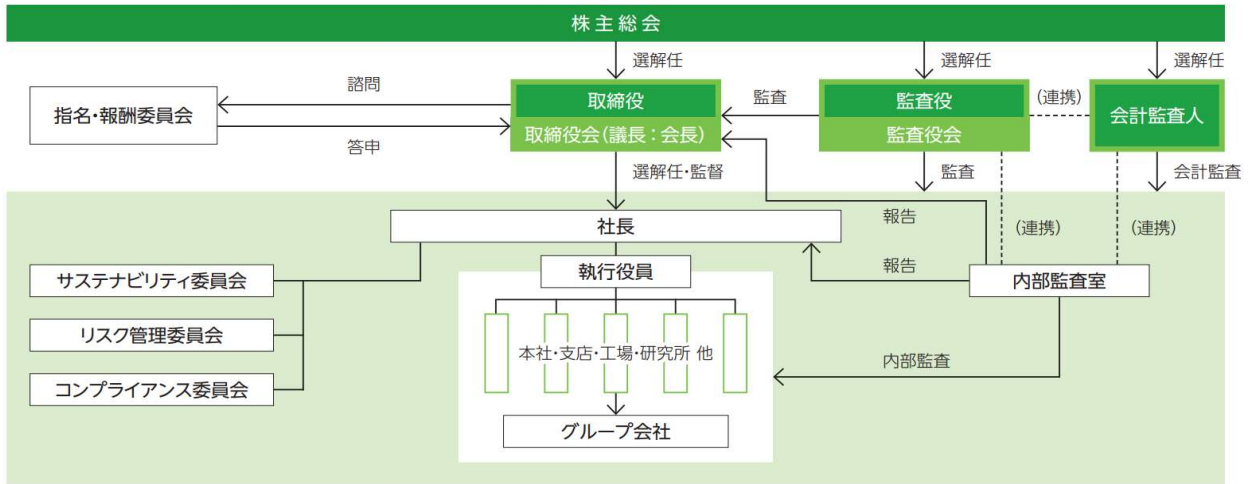 株主総会
選解任
選解任
選解任
諮問
指名・報酬委員会
答申
取締役
取締役会(議長:会長)
監査
監査役
監査役会
(連携)
会計監査人
選解任・監督
監査
会計監査
社長
報告
(連携)
(連携)
サステナビリティ委員会
執行役員
報告
内部監査室
リスク管理委員会
本社・支店・工場・研究所 他
内部監査
コンプライアンス委員会
グループ会社